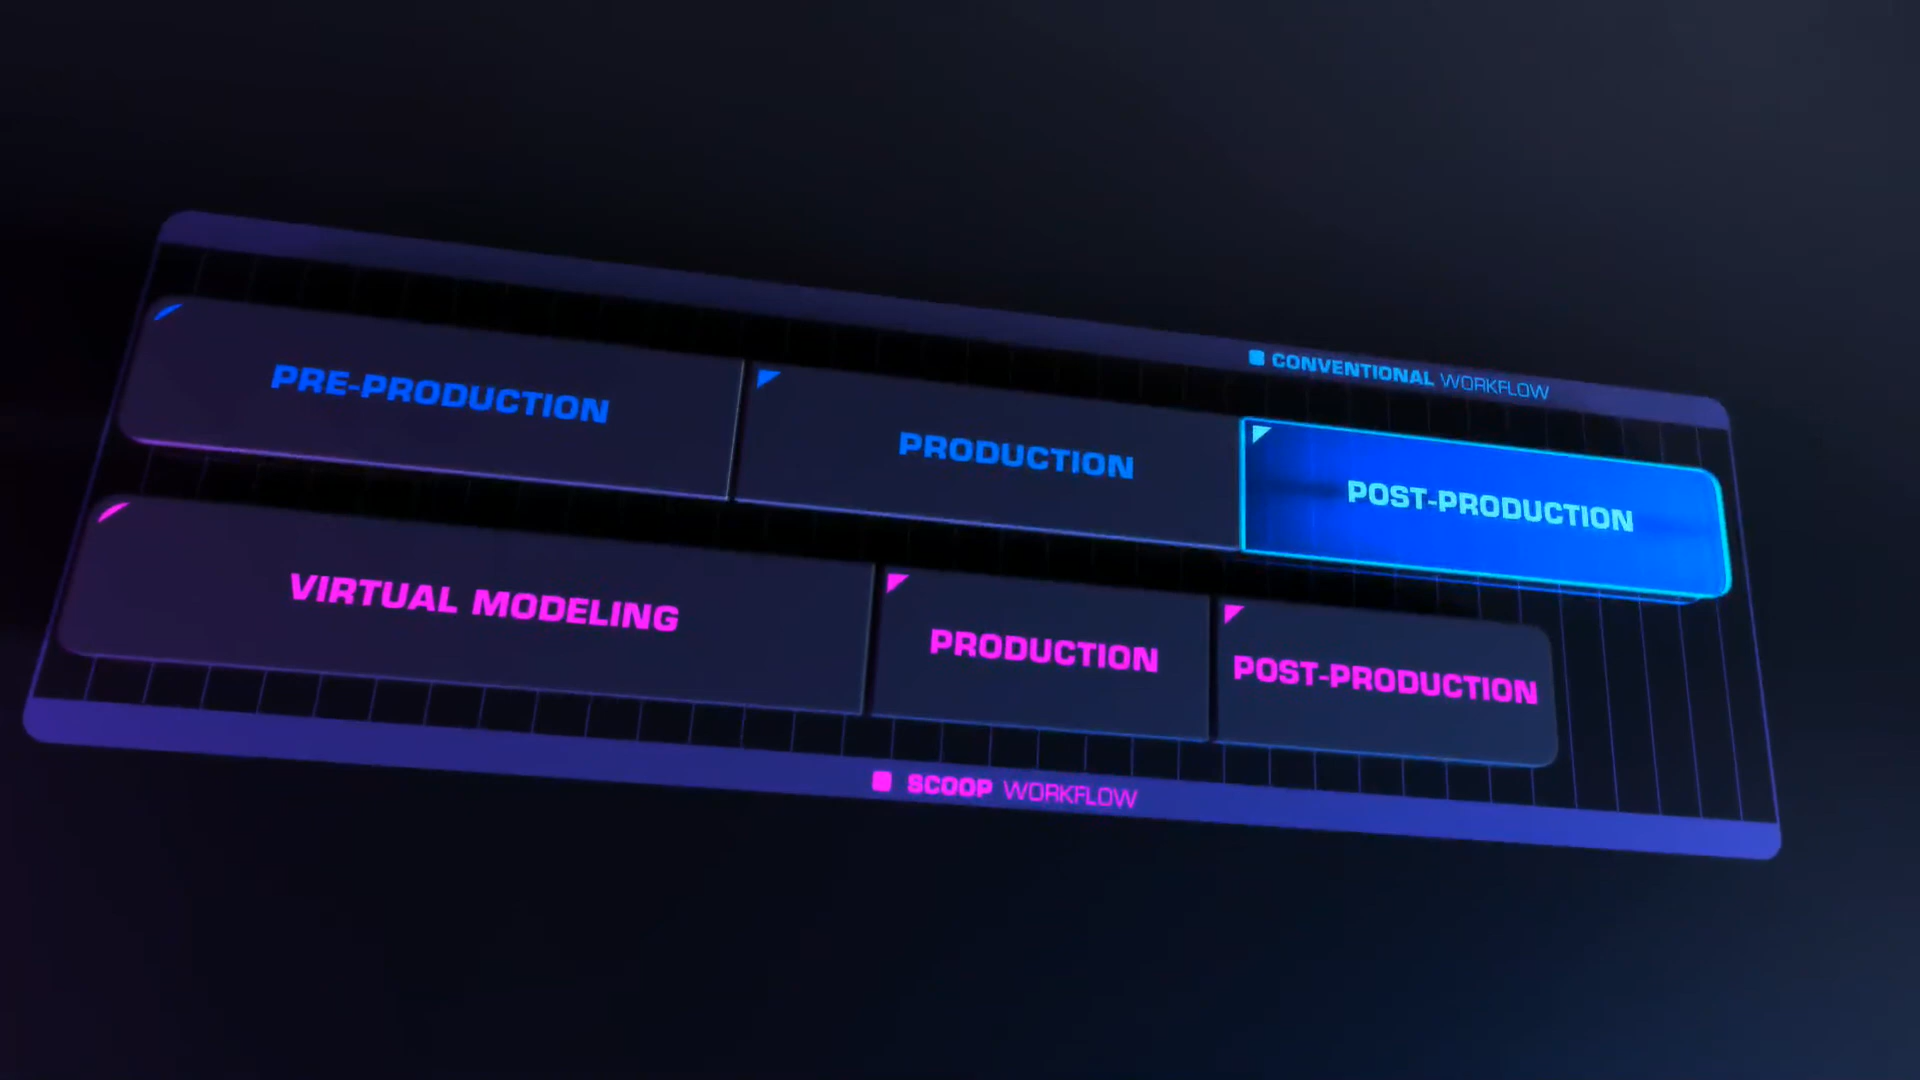 CONVENTIONAL WORKFLOW
PRE-PRODUCTION
PRODUCTION
POST-PRODUCTION
VIRTUAL MODELING
PRODUCTION
POST-PRODUCTION
SCOOP WORKFLOW